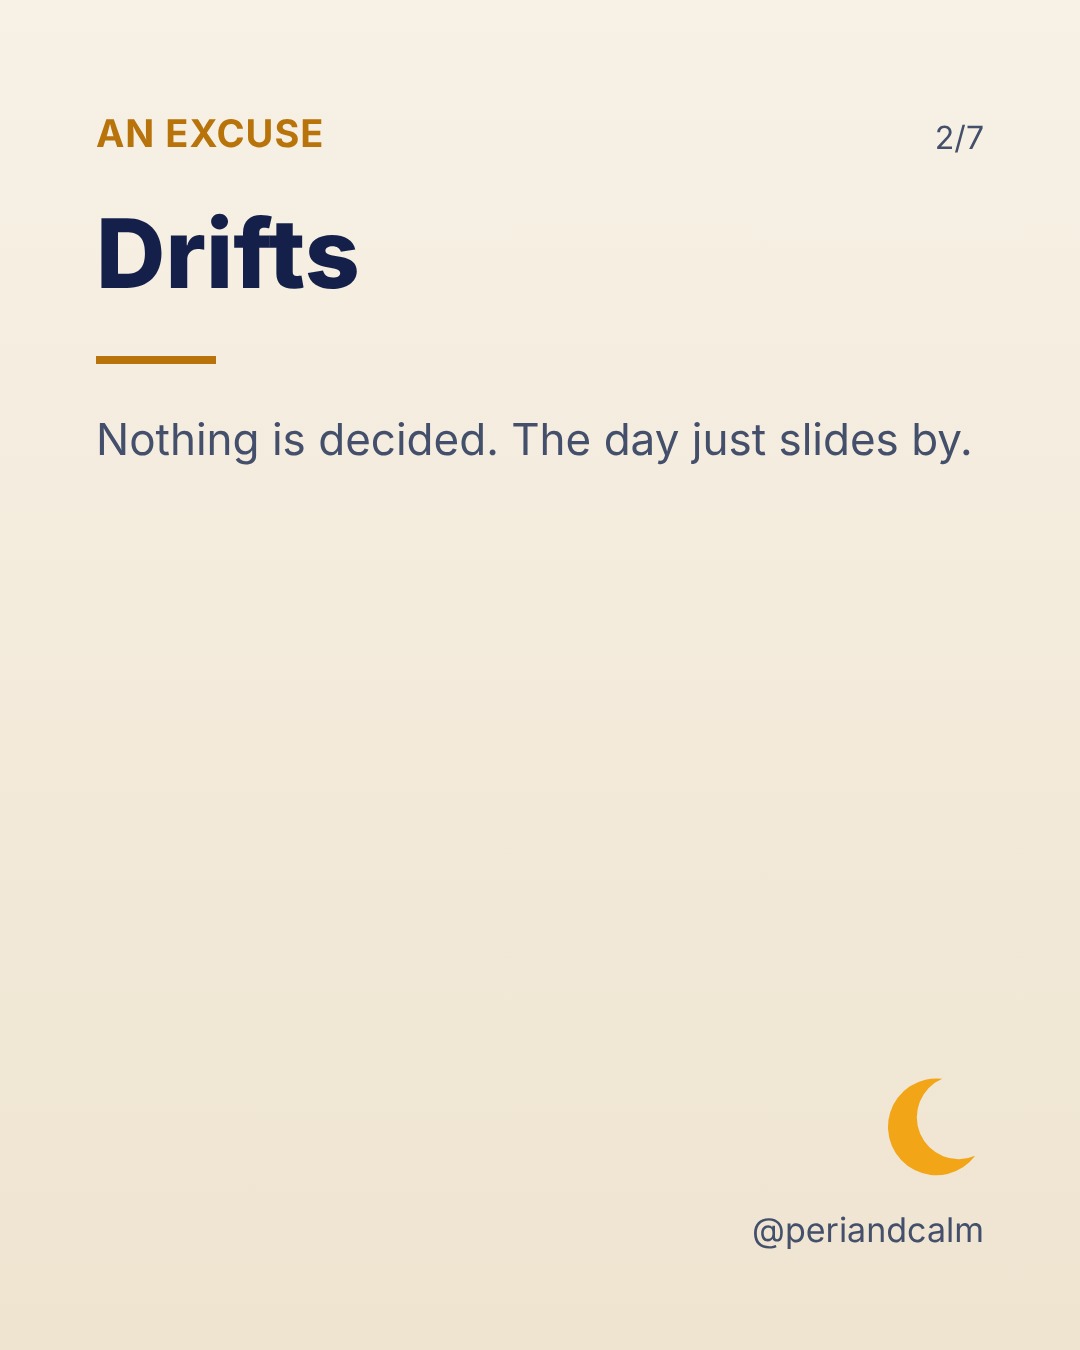 AN EXCUSE
2/7
Drifts
Nothing is decided. The day just slides by.
@periandcalm